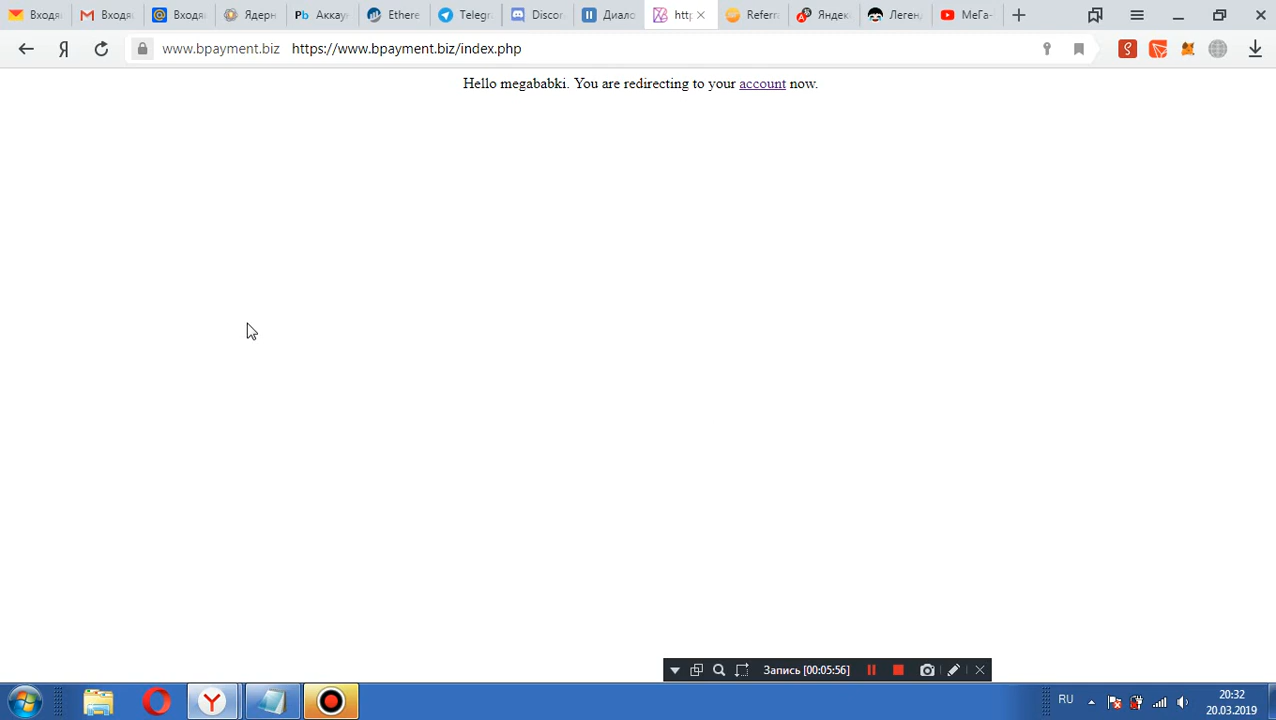 Входя
Входя
Входя
Ядерн
Pb Аккау
Ethere
Telegr
Discor
Диало
http
Referra
Яндек
Леген
МеГа-
Я www.bpayment.biz https://www.bpayment.biz/index.php
Hello megababki. You are redirecting to your account now.
Запись [00:05:56]
RU
20:32
20.03.2019